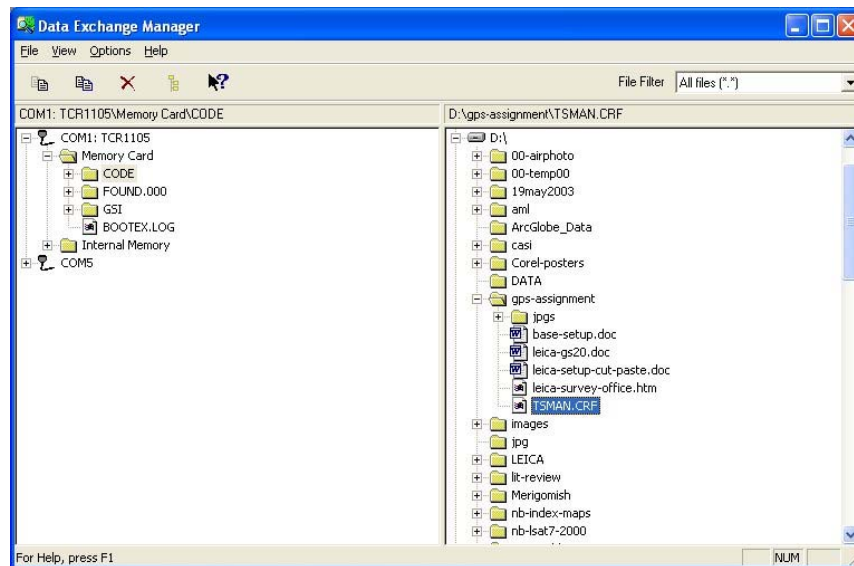 Data Exchange Manager
File View Options Help
File Filter All files (*.*)
COM1: TCR1105\Memory Card\CODE
D:\gps-assignment\TSMAN.CRF
COM1: TCR1105
Memory Card
CODE
FOUND.000
GSI
BOOTEX.LOG
Internal Memory
COM5
D:\
00-airphoto
00-temp00
19may2003
aml
ArcGlobe_Data
casi
Corel-posters
DATA
gps-assignment
jpgs
base-setup.doc
leica-gs20.doc
leica-setup-cut-paste.doc
leica-survey-office.htm
TSMAN.CRF
images
jpg
LEICA
lit-review
Merigomish
nb-index-maps
nb-lsat7-2000
For Help, press F1
NUM